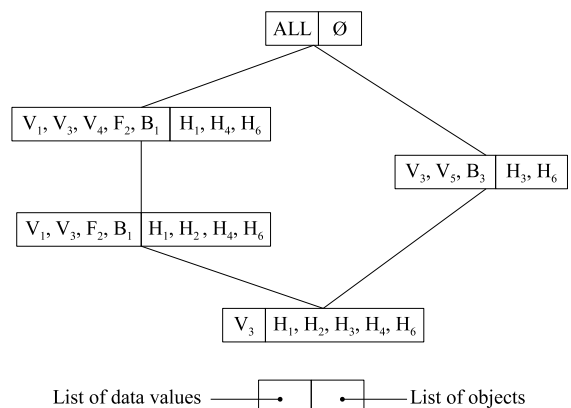 ALL Ø
V₁, V₃, V₄, F₂, B₁ H₁, H₄, H₆
V₃, V₅, B₃ H₃, H₆
V₁, V₃, F₂, B₁ H₁, H₂ , H₄, H₆
V₃ H₁, H₂, H₃, H₄, H₆
List of data values List of objects